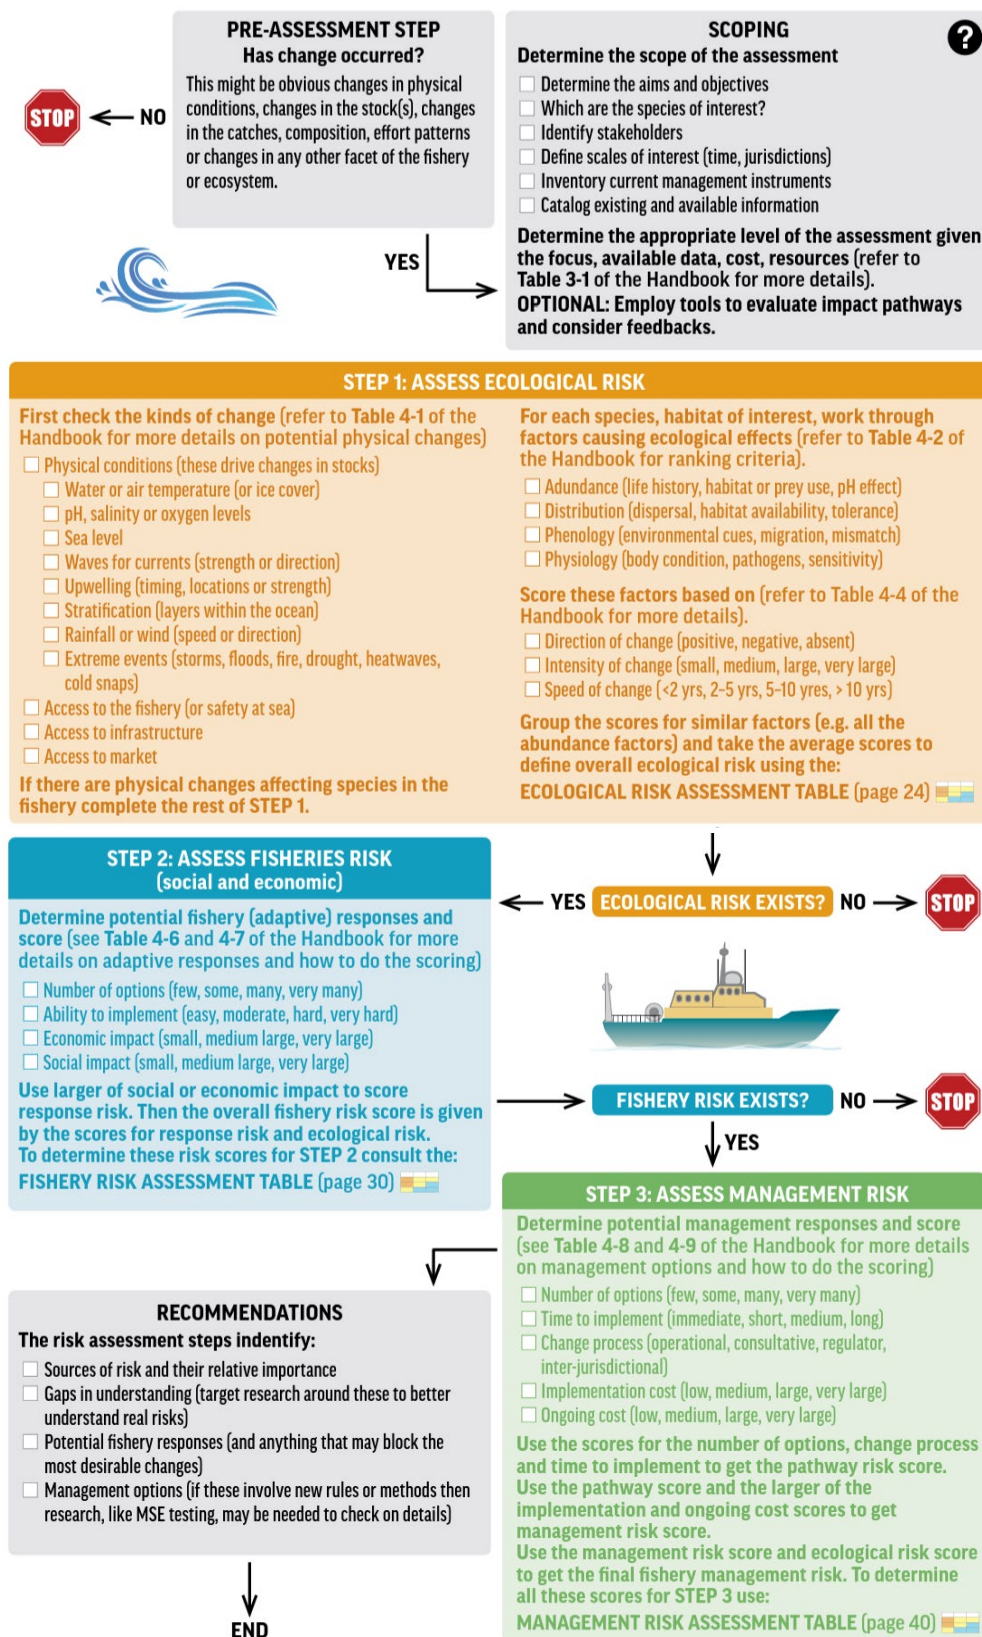 PRE-ASSESSMENT STEP
Has change occurred?
This might be obvious changes in physical
conditions, changes in the stock(s), changes
in the catches, composition, effort patterns
or changes in any other facet of the fishery
or ecosystem.
NO
STOP
YES
SCOPING
?
Determine the scope of the assessment
Determine the aims and objectives
Which are the species of interest?
Identify stakeholders
Define scales of interest (time, jurisdictions)
Inventory current management instruments
Catalog existing and available information
Determine the appropriate level of the assessment given
the focus, available data, cost, resources (refer to
Table 3-1 of the Handbook for more details).
OPTIONAL: Employ tools to evaluate impact pathways
and consider feedbacks.
STEP 1: ASSESS ECOLOGICAL RISK
First check the kinds of change (refer to Table 4-1 of the
Handbook for more details on potential physical changes)
Physical conditions (these drive changes in stocks)
Water or air temperature (or ice cover)
pH, salinity or oxygen levels
Sea level
Waves for currents (strength or direction)
Upwelling (timing, locations or strength)
Stratification (layers within the ocean)
Rainfall or wind (speed or direction)
Extreme events (storms, floods, fire, drought, heatwaves,
cold snaps)
Access to the fishery (or safety at sea)
Access to infrastructure
Access to market
If there are physical changes affecting species in the
fishery complete the rest of STEP 1.
For each species, habitat of interest, work through
factors causing ecological effects (refer to Table 4-2 of
the Handbook for ranking criteria).
Adundance (life history, habitat or prey use, pH effect)
Distribution (dispersal, habitat availability, tolerance)
Phenology (environmental cues, migration, mismatch)
Physiology (body condition, pathogens, sensitivity)
Score these factors based on (refer to Table 4-4 of the
Handbook for more details).
Direction of change (positive, negative, absent)
Intensity of change (small, medium, large, very large)
Speed of change (<2 yrs, 2–5 yrs, 5–10 yres, > 10 yrs)
Group the scores for similar factors (e.g. all the
abundance factors) and take the average scores to
define overall ecological risk using the:
ECOLOGICAL RISK ASSESSMENT TABLE (page 24)
YES
ECOLOGICAL RISK EXISTS?
NO
STOP
STEP 2: ASSESS FISHERIES RISK
(social and economic)
Determine potential fishery (adaptive) responses and
score (see Table 4-6 and 4-7 of the Handbook for more
details on adaptive responses and how to do the scoring)
Number of options (few, some, many, very many)
Ability to implement (easy, moderate, hard, very hard)
Economic impact (small, medium large, very large)
Social impact (small, medium large, very large)
Use larger of social or economic impact to score
response risk. Then the overall fishery risk score is given
by the scores for response risk and ecological risk.
To determine these risk scores for STEP 2 consult the:
FISHERY RISK ASSESSMENT TABLE (page 30)
FISHERY RISK EXISTS?
NO
STOP
YES
STEP 3: ASSESS MANAGEMENT RISK
Determine potential management responses and score
(see Table 4-8 and 4-9 of the Handbook for more details
on management options and how to do the scoring)
Number of options (few, some, many, very many)
Time to implement (immediate, short, medium, long)
Change process (operational, consultative, regulator,
inter-jurisdictional)
Implementation cost (low, medium, large, very large)
Ongoing cost (low, medium, large, very large)
Use the scores for the number of options, change process
and time to implement to get the pathway risk score.
Use the pathway score and the larger of the
implementation and ongoing cost scores to get
management risk score.
Use the management risk score and ecological risk score
to get the final fishery management risk. To determine
all these scores for STEP 3 use:
MANAGEMENT RISK ASSESSMENT TABLE (page 40)
RECOMMENDATIONS
The risk assessment steps indentify:
Sources of risk and their relative importance
Gaps in understanding (target research around these to better
understand real risks)
Potential fishery responses (and anything that may block the
most desirable changes)
Management options (if these involve new rules or methods then
research, like MSE testing, may be needed to check on details)
END